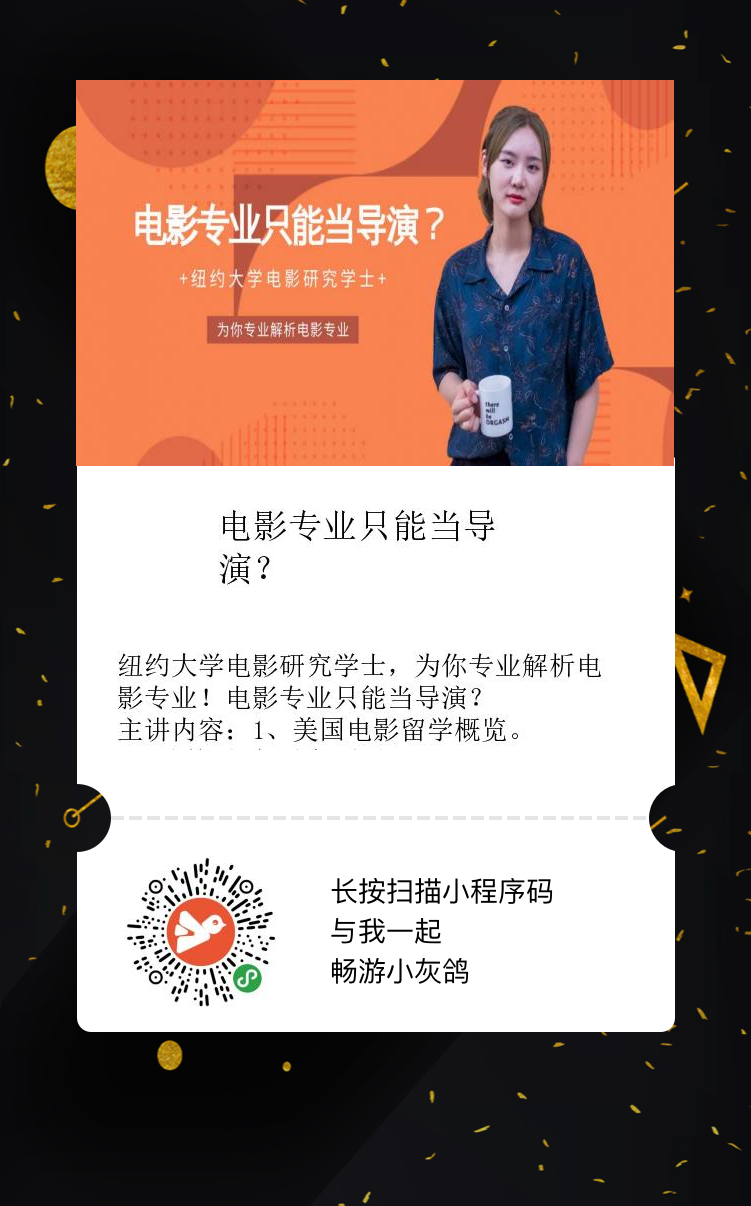 电影专业只能当导演？
+纽约大学电影研究学士+
为你专业解析电影专业
there
will
be
ORGASM
电影专业只能当导
演？
纽约大学电影研究学士，为你专业解析电
影专业！电影专业只能当导演？
主讲内容：1、美国电影留学概览。
长按扫描小程序码
与我一起
畅游小灰鸽